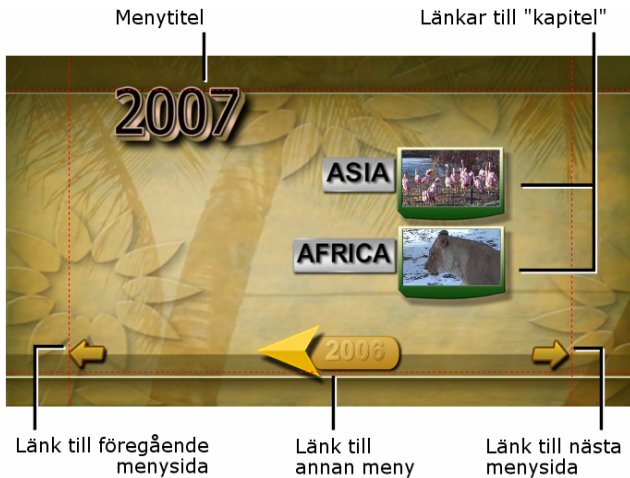 Menytitel
Länkar till "kapitel"
2007
ASIA
AFRICA
2006
Länk till föregående
menysida
Länk till
annan meny
Länk till nästa
menysida